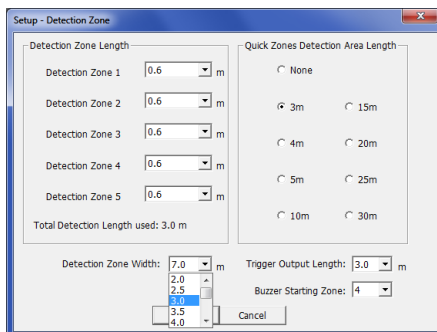 Setup - Detection Zone
Detection Zone Length
Detection Zone 1 0.6 m
Detection Zone 2 0.6 m
Detection Zone 3 0.6 m
Detection Zone 4 0.6 m
Detection Zone 5 0.6 m
Total Detection Length used: 3.0 m
Quick Zones Detection Area Length
None
3m 15m
4m 20m
5m 25m
10m 30m
Detection Zone Width: 7.0 m
2.0
2.5
3.0
3.5
4.0
Trigger Output Length: 3.0 m
Buzzer Starting Zone: 4
Cancel